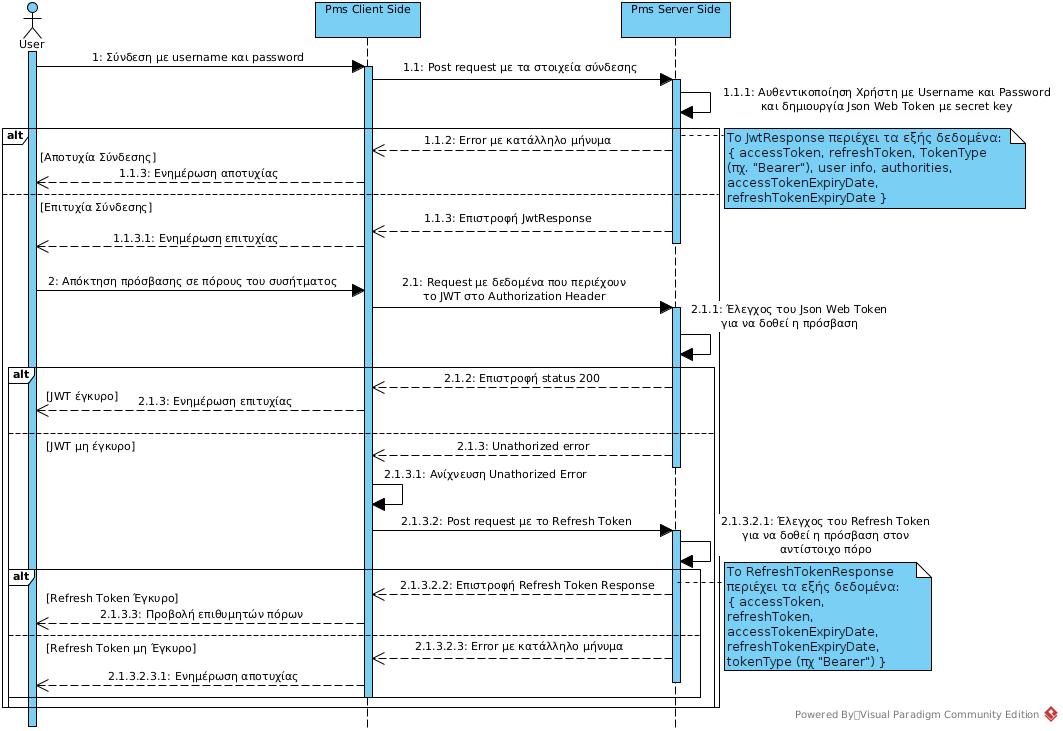 Pms Client Side
Pms Server Side
User
1: Σύνδεση με username και password
1.1: Post request με τα στοιχεία σύνδεσης
1.1.1: Αυθεντικοποίηση Χρήστη με Username και Password
και δημιουργία Json Web Token με secret key
alt
1.1.2: Error με κατάλληλο μήνυμα
Το JwtResponse περιέχει τα εξής δεδομένα:
{ accessToken, refreshToken, TokenType
(πχ. "Bearer"), user info, authorities,
accessTokenExpiryDate,
refreshTokenExpiryDate }
[Αποτυχία Σύνδεσης]
1.1.3: Ενημέρωση αποτυχίας
[Επιτυχία Σύνδεσης]
1.1.3: Επιστροφή JwtResponse
1.1.3.1: Ενημέρωση επιτυχίας
2: Απόκτηση πρόσβασης σε πόρους του συσήτματος
2.1: Request με δεδομένα που περιέχουν
το JWT στο Authorization Header
2.1.1: Έλεγχος του Json Web Token
για να δοθεί η πρόσβαση
alt
2.1.2: Επιστροφή status 200
[JWT έγκυρο]
2.1.3: Ενημέρωση επιτυχίας
[JWT μη έγκυρο]
2.1.3: Unathorized error
2.1.3.1: Ανίχνευση Unathorized Error
2.1.3.2: Post request με το Refresh Token
2.1.3.2.1: Έλεγχος του Refresh Token
για να δοθεί η πρόσβαση στον
αντίστοιχο πόρο
alt
2.1.3.2.2: Επιστροφή Refresh Token Response
Το RefreshTokenResponse
περιέχει τα εξής δεδομένα:
{ accessToken,
refreshToken,
accessTokenExpiryDate,
refreshTokenExpiryDate,
tokenType (πχ "Bearer") }
[Refresh Token Έγκυρο]
2.1.3.3: Προβολή επιθυμητών πόρων
[Refresh Token μη Έγκυρο]
2.1.3.2.3: Error με κατάλληλο μήνυμα
2.1.3.2.3.1: Ενημέρωση αποτυχίας
Powered By Visual Paradigm Community Edition